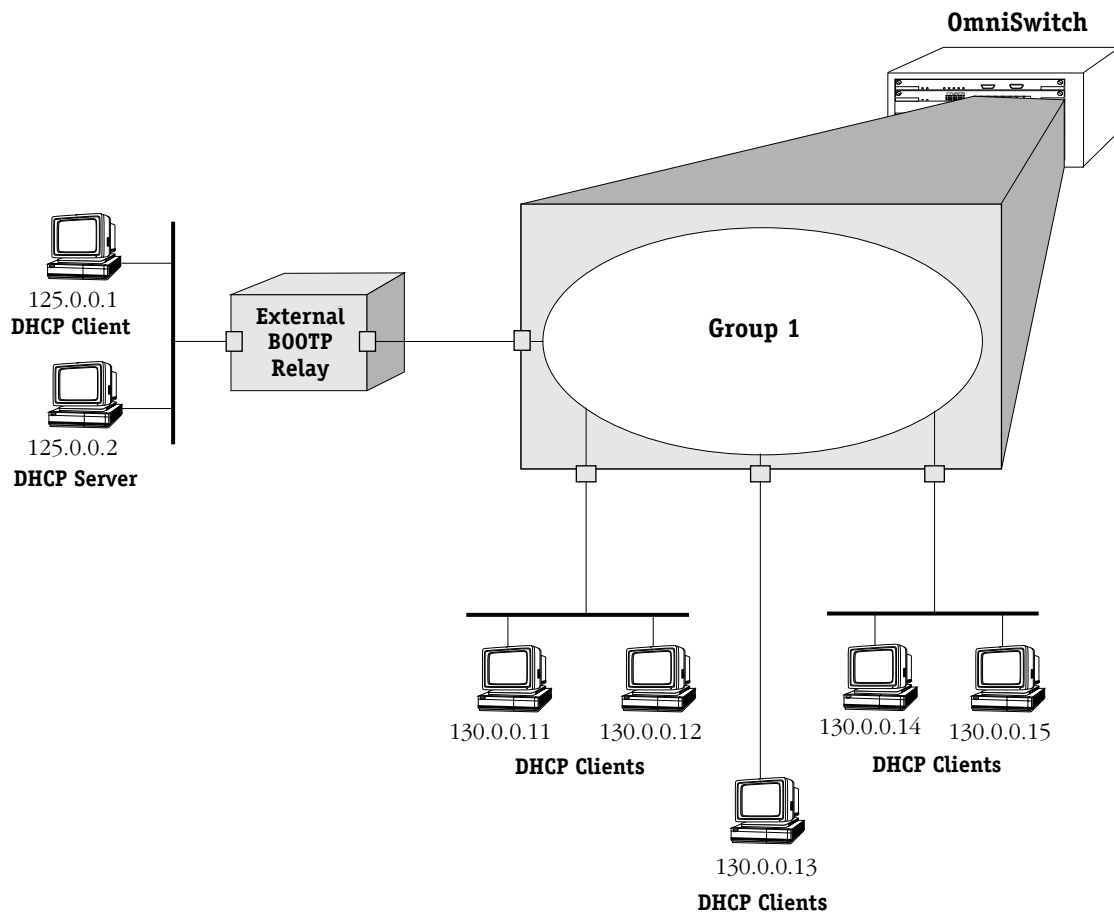 OmniSwitch
125.0.0.1
DHCP Client
External
BOOTP
Relay
Group 1
125.0.0.2
DHCP Server
130.0.0.11
130.0.0.12
DHCP Clients
130.0.0.14
130.0.0.15
DHCP Clients
130.0.0.13
DHCP Clients